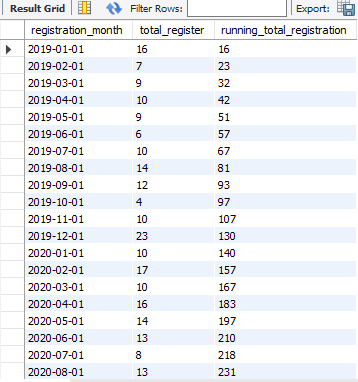 Result Grid Filter Rows: Export:
registration_month total_register running_total_registration
2019-01-01 16 16
2019-02-01 7 23
2019-03-01 9 32
2019-04-01 10 42
2019-05-01 9 51
2019-06-01 6 57
2019-07-01 10 67
2019-08-01 14 81
2019-09-01 12 93
2019-10-01 4 97
2019-11-01 10 107
2019-12-01 23 130
2020-01-01 10 140
2020-02-01 17 157
2020-03-01 10 167
2020-04-01 16 183
2020-05-01 14 197
2020-06-01 13 210
2020-07-01 8 218
2020-08-01 13 231